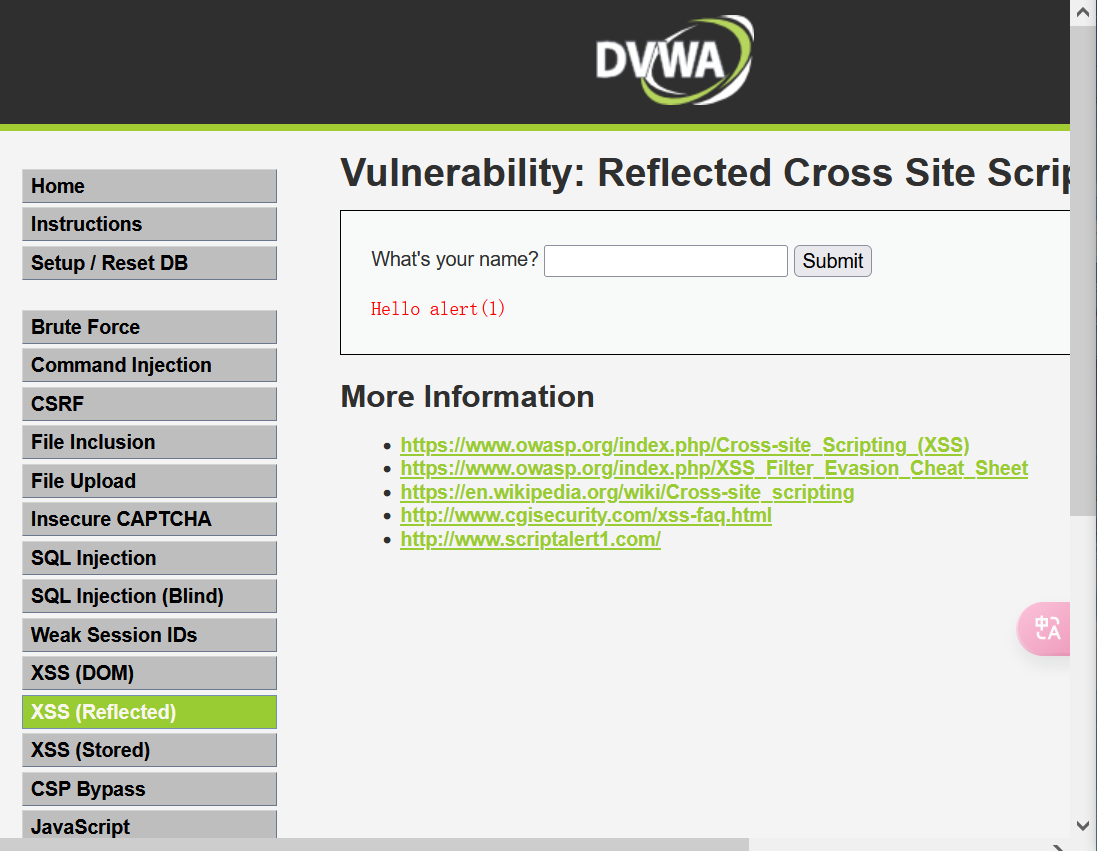 DVWA
Vulnerability: Reflected Cross Site Scrip
Home
Instructions
Setup / Reset DB
Brute Force
Command Injection
CSRF
File Inclusion
File Upload
Insecure CAPTCHA
SQL Injection
SQL Injection (Blind)
Weak Session IDs
XSS (DOM)
XSS (Reflected)
XSS (Stored)
CSP Bypass
JavaScript
What's your name? Submit
Hello alert(1)
More Information
https://www.owasp.org/index.php/Cross-site_Scripting_(XSS)
https://www.owasp.org/index.php/XSS_Filter_Evasion_Cheat_Sheet
https://en.wikipedia.org/wiki/Cross-site_scripting
http://www.cgisecurity.com/xss-faq.html
http://www.scriptalert1.com/
中A